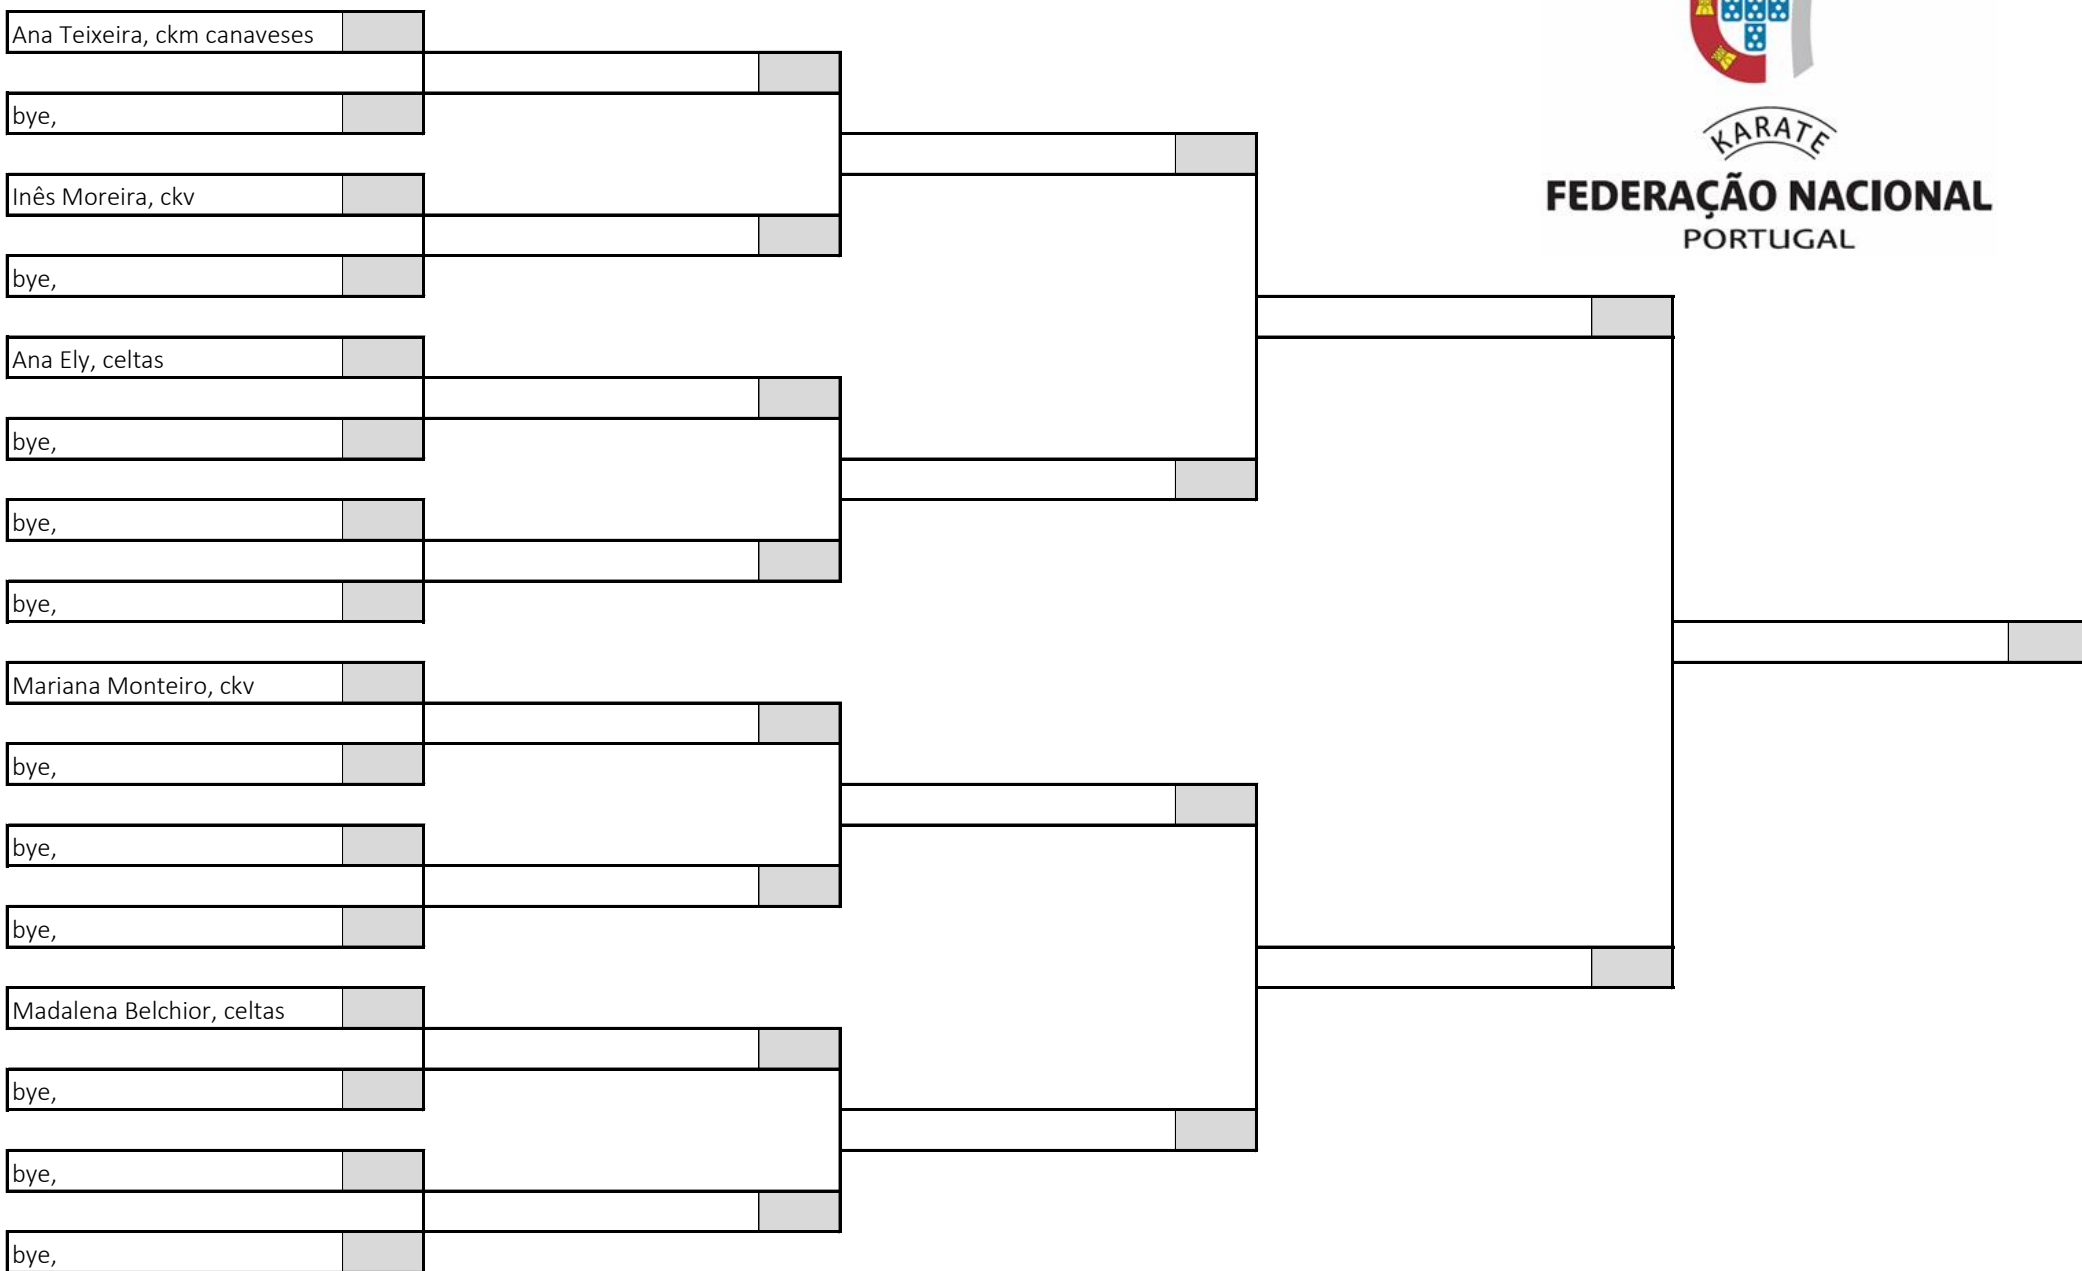 Ana Teixeira, ckm canaveses
bye,
Inês Moreira, ckv
bye,
Ana Ely, celtas
bye,
bye,
bye,
Mariana Monteiro, ckv
bye,
bye,
bye,
Madalena Belchior, celtas
bye,
bye,
bye,
KARATE
FEDERAÇÃO NACIONAL
PORTUGAL